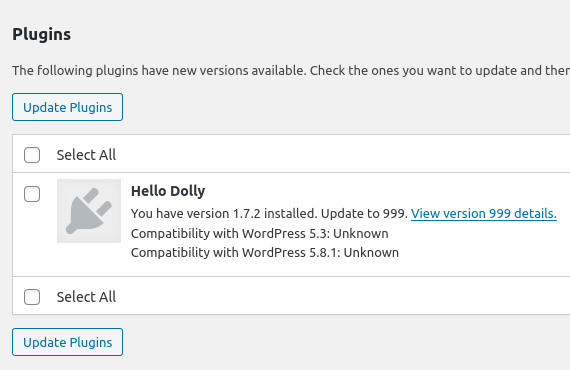 Plugins
The following plugins have new versions available. Check the ones you want to update and then
Update Plugins
Select All
Hello Dolly
You have version 1.7.2 installed. Update to 999. View version 999 details.
Compatibility with WordPress 5.3: Unknown
Compatibility with WordPress 5.8.1: Unknown
Select All
Update Plugins